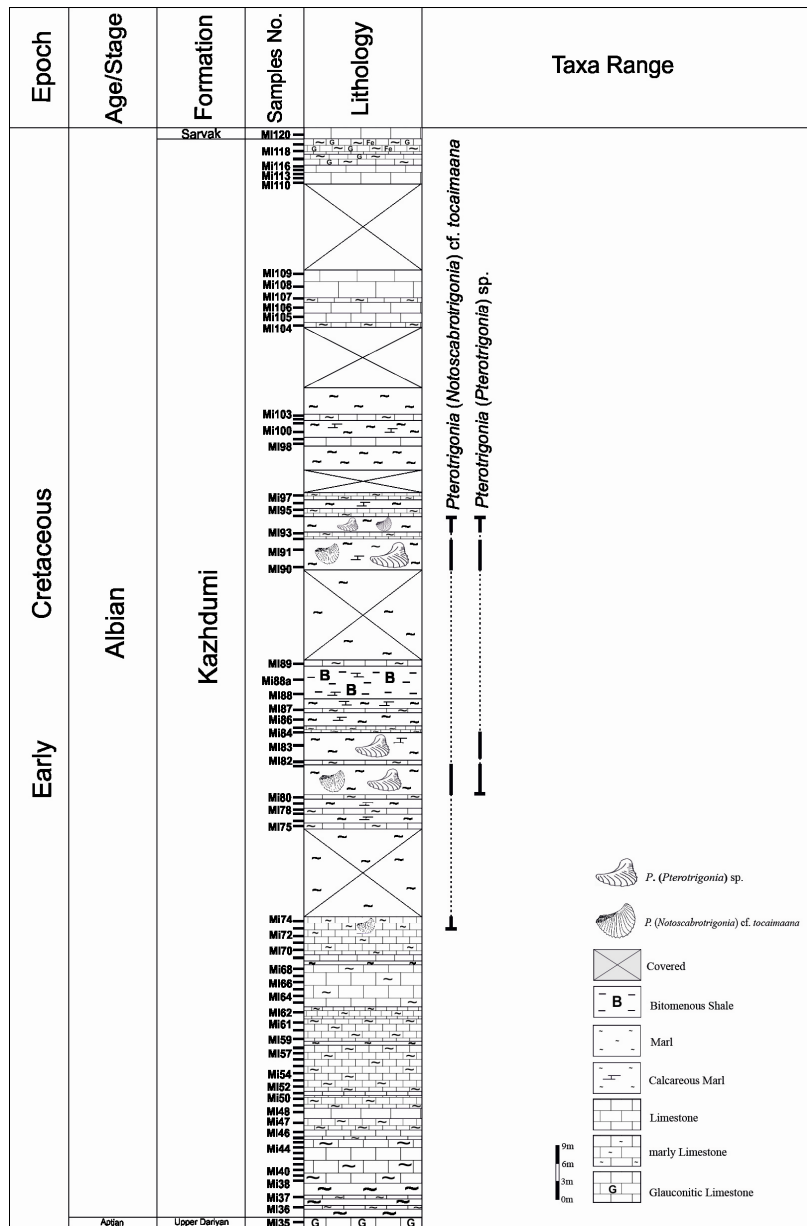 Epoch
Age/Stage
Formation
Samples No.
Lithology
Taxa Range
Early Cretaceous
Albian
Aptian
Sarvak
Kazhdumi
Upper Dariyan
MI120
MI118
Mi116
Mi113
MI110
MI109
MI108
MI107
MI106
Mi105
MI104
Mi103
Mi100
MI98
Mi97
MI95
MI93
MI91
MI90
MI89
Mi88a
MI88
MI87
Mi86
Mi84
MI83
MI82
Mi80
MI78
MI75
Mi74
Mi72
MI70
Mi68
MI66
MI64
MI62
Mi61
MI59
MI57
Mi54
MI52
Mi50
MI48
Mi47
MI46
Mi44
MI40
Mi38
MI37
MI36
MI35
G Fe G
G G Fe
G
G
B B
B
G G G
Pterotrigonia (Notoscabrotrigonia) cf. tocaimaana
Pterotrigonia (Pterotrigonia) sp.
P. (Pterotrigonia) sp.
P. (Notoscabrotrigonia) cf. tocaimaana
Covered
B Bitomenous Shale
Marl
Calcareous Marl
Limestone
marly Limestone
G Glauconitic Limestone
9m
6m
3m
0m